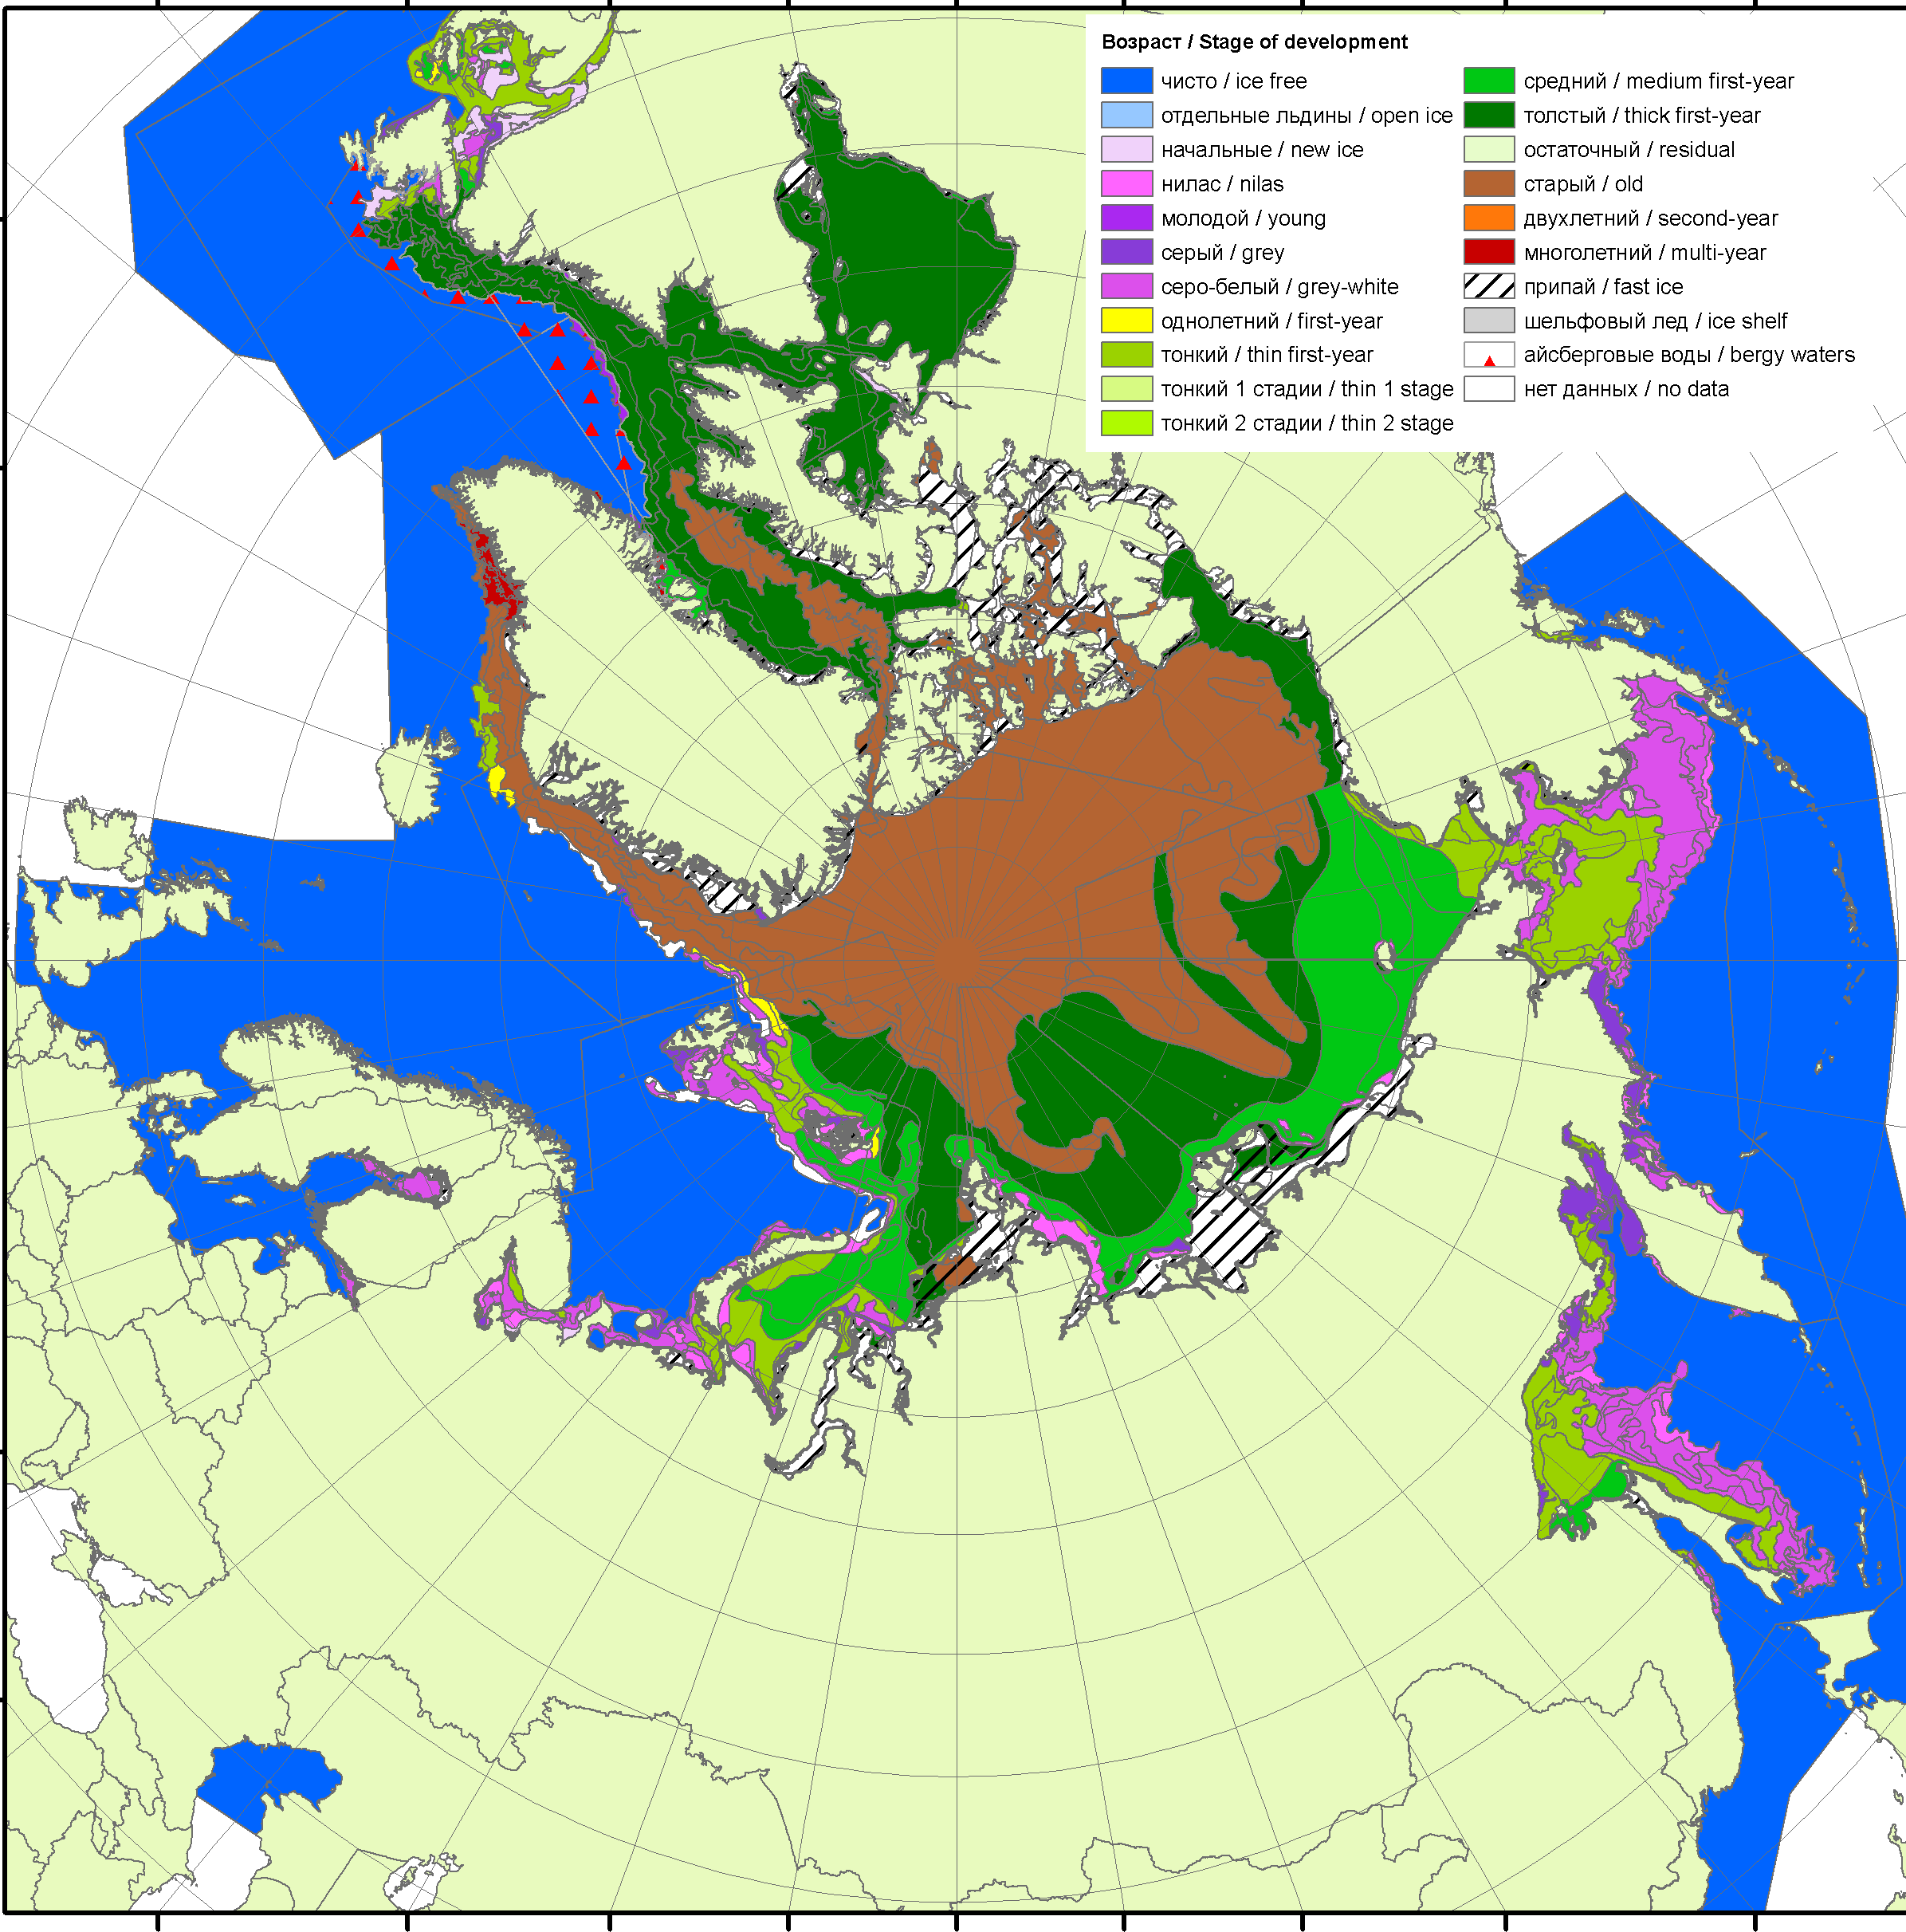 Возраст / Stage of development
чисто / ice free
отдельные льдины / open ice
начальные / new ice
нилас / nilas
молодой / young
серый / grey
серо-белый / grey-white
однолетний / first-year
тонкий / thin first-year
тонкий 1 стадии / thin 1 stage
тонкий 2 стадии / thin 2 stage
средний / medium first-year
толстый / thick first-year
остаточный / residual
старый / old
двухлетний / second-year
многолетний / multi-year
припай / fast ice
шельфовый лед / ice shelf
айсберговые воды / bergy waters
нет данных / no data